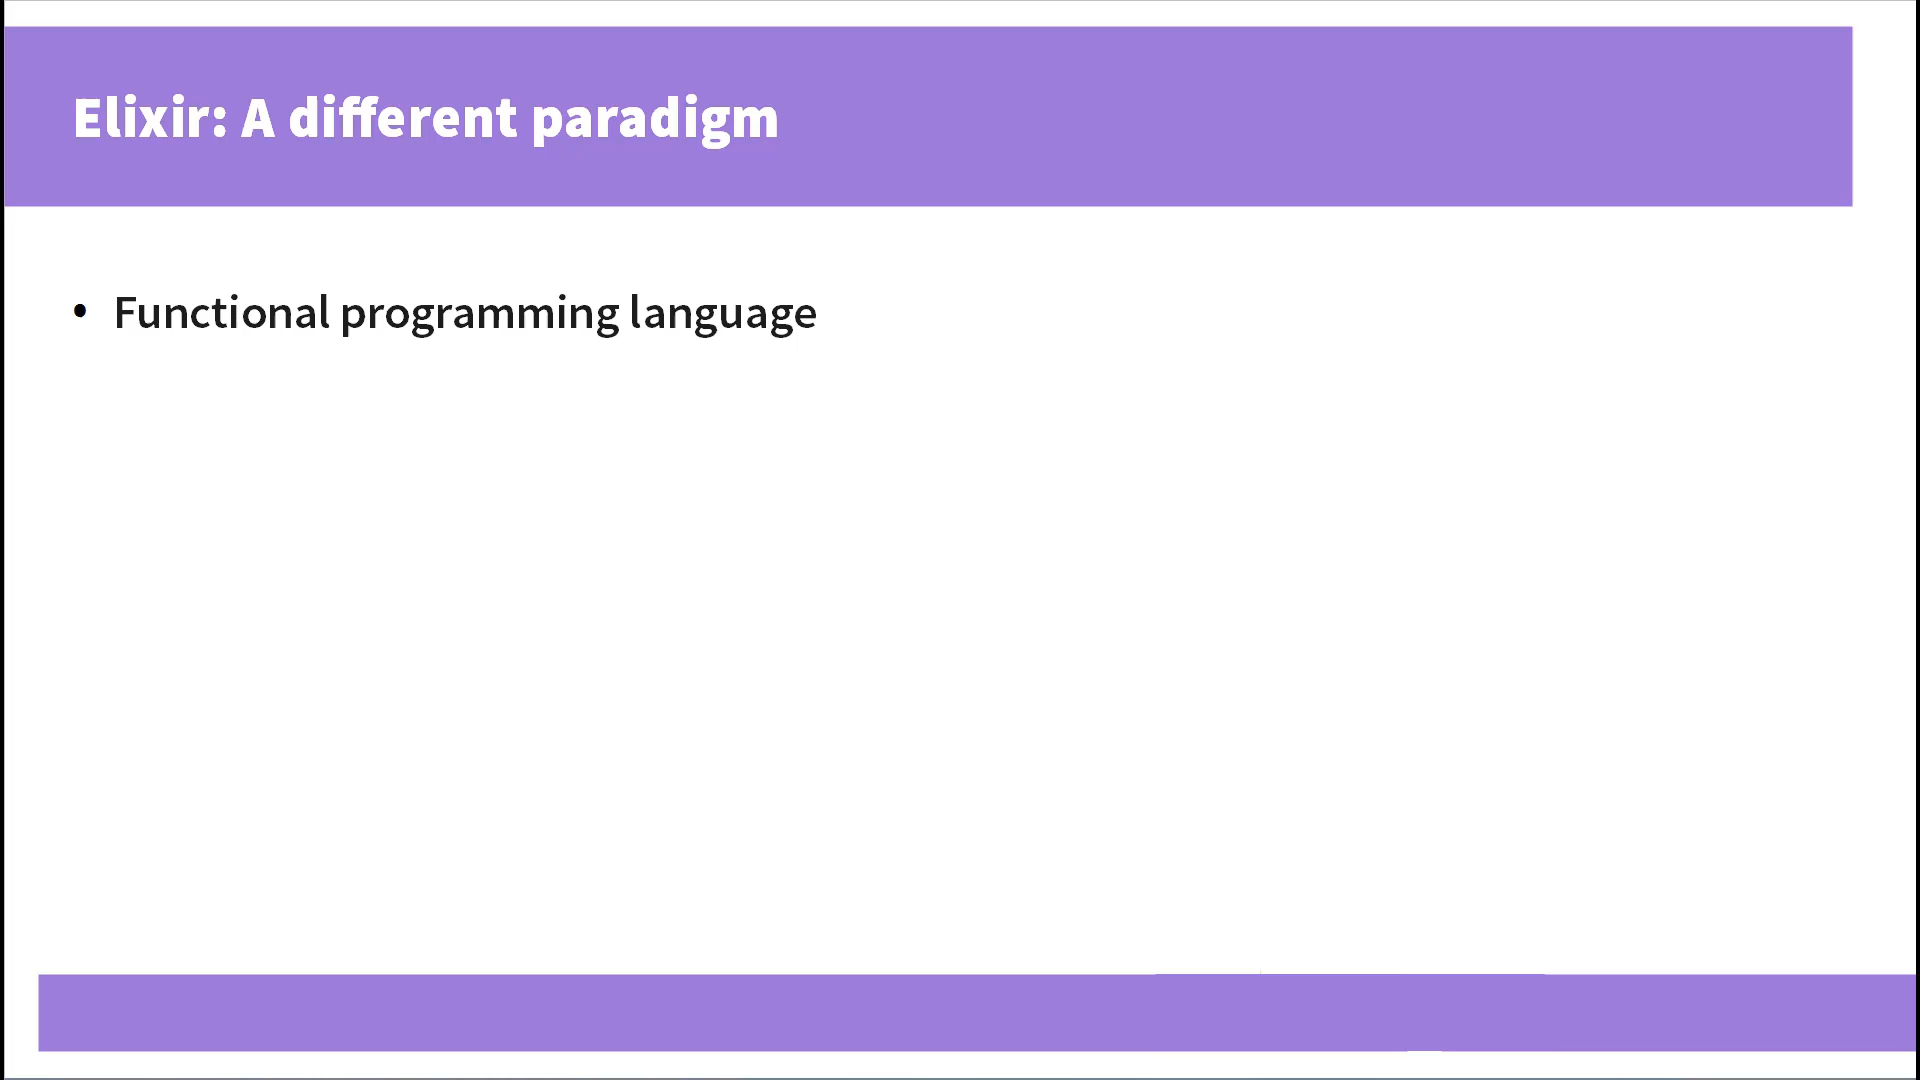 Elixir: A different paradigm
• Functional programming language